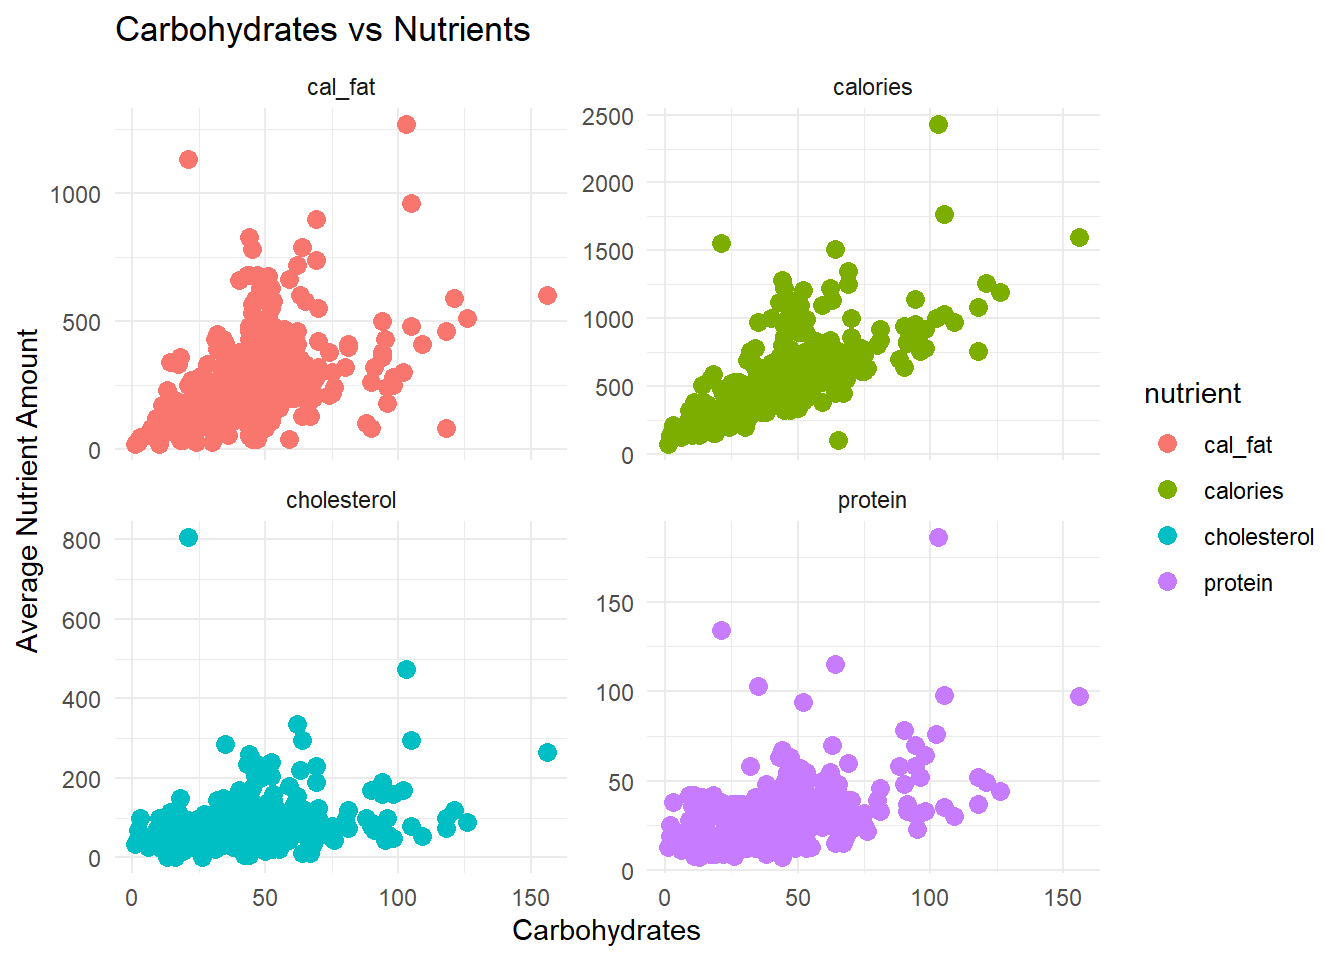 Carbohydrates vs Nutrients
cal_fat
calories
1000
500
0
2500
2000
1500
1000
500
0
cholesterol
protein
800
600
400
200
0
150
100
50
0
0 50 100 150
0 50 100 150
Carbohydrates
Average Nutrient Amount
nutrient
cal_fat
calories
cholesterol
protein